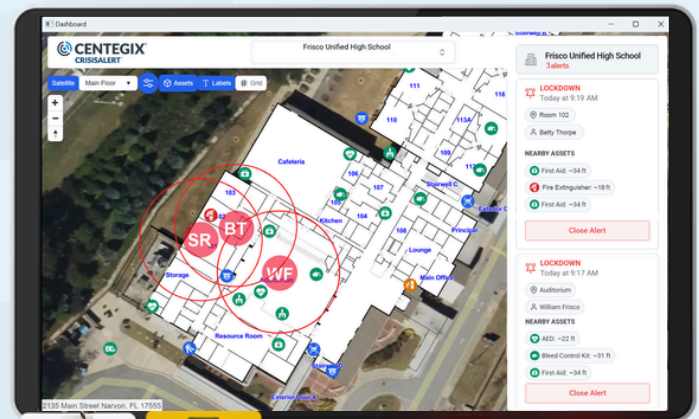 Dashboard
CENTEGIX
CRISISALERT
Frisco Unified High School
Satellite
Main Floor
Assets
Labels
Grid
Frisco Unified High School
3 alerts
LOCKDOWN
Today at 9:19 AM
Room 102
Betty Thorpe
NEARBY ASSETS
First Aid: ~34 ft
Fire Extinguisher: ~18 ft
First Aid: ~34 ft
Close Alert
LOCKDOWN
Today at 9:17 AM
Auditorium
William Frisco
NEARBY ASSETS
AED: ~22 ft
Bleed Control Kit: ~31 ft
First Aid: ~34 ft
Close Alert
111
116
110
113A
109
Cafeteria
106
107
Stairwell C
103
104
Kitchen
108
Principal
Lounge
SR
BT
WF
Storage
Main Office
Resource Room
2135 Main Street Narvon, FL 17555